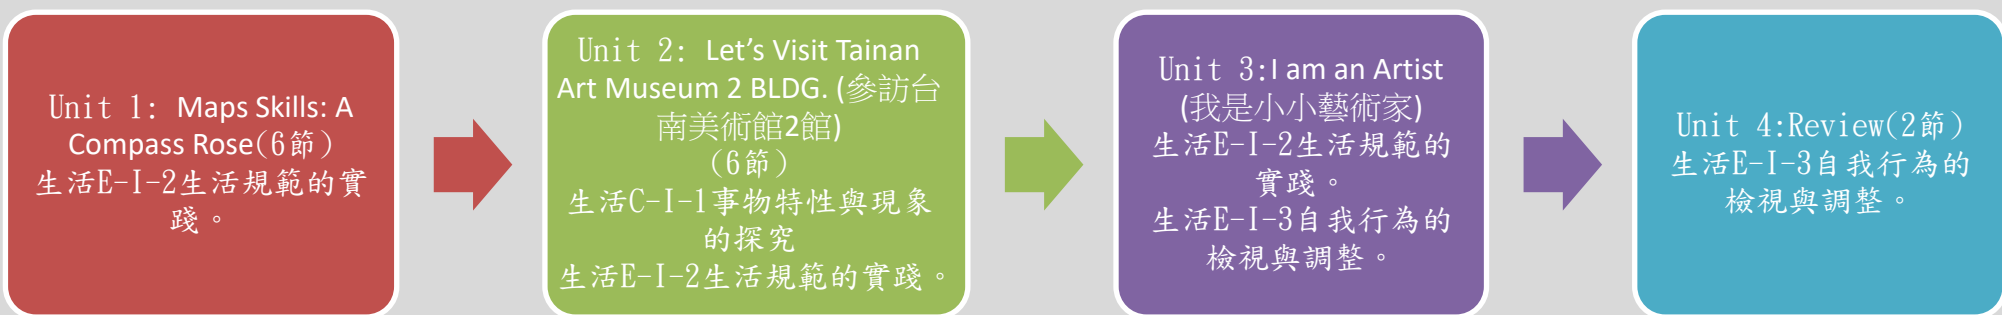 Unit 1: Maps Skills: A
Compass Rose(6節)
生活E-I-2生活規範的實
踐。
Unit 2: Let's Visit Tainan
Art Museum 2 BLDG. (參訪台
南美術館2館)
(6節)
生活C-I-1事物特性與現象
的探究
生活E-I-2生活規範的實踐。
Unit 3:I am an Artist
(我是小小藝術家)
生活E-I-2生活規範的
實踐。
生活E-I-3自我行為的
檢視與調整。
Unit 4:Review(2節)
生活E-I-3自我行為的
檢視與調整。